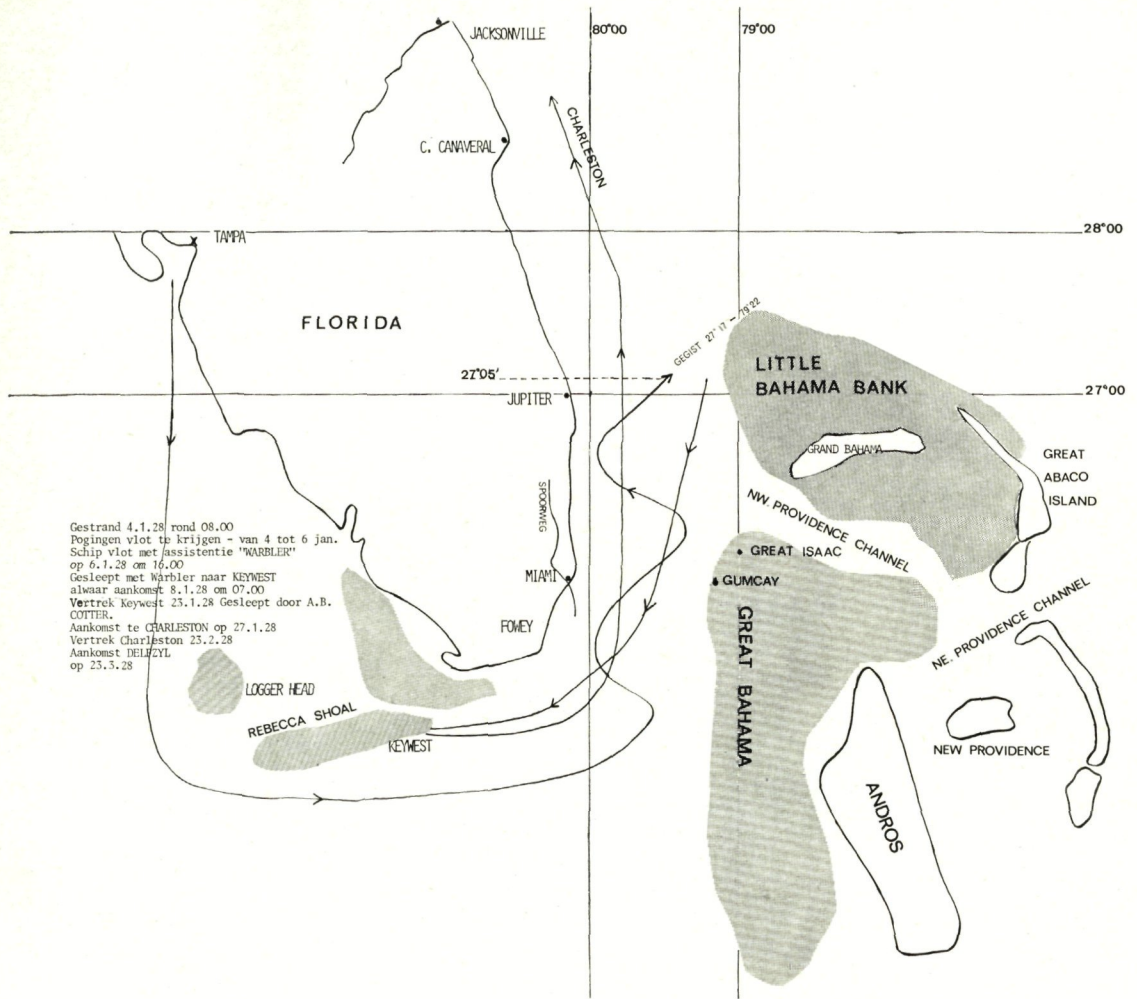 JACKSONVILLE
80°00
79°00
C. CANAVERAL
CHARLESTON
28°00
TAMPA
FLORIDA
GEGIST 27°17 - 79°22
LITTLE
BAHAMA BANK
27°05'
JUPITER
27°00
GRAND BAHAMA
GREAT
ABACO
ISLAND
SPOORWEG
NW. PROVIDENCE CHANNEL
Gestrand 4.1.28 rond 08.00
Pogingen vlot te krijgen - van 4 tot 6 jan.
Schip vlot met assistentie "WARBLER"
op 6.1.28 om 16.00
Gesleept met Warbler naar KEYWEST
alwaar aankomst 8.1.28 om 07.00
Vertrek Keywest 23.1.28 Gesleept door A.B.
COTTER.
Aankomst te CHARLESTON op 27.1.28
Vertrek Charleston 23.2.28
Aankomst DELFZYL
op 23.3.28
GREAT ISAAC
MIAMI
GUMCAY
FOWEY
GREAT BAHAMA
NE. PROVIDENCE CHANNEL
LOGGER HEAD
REBECCA SHOAL
KEYWEST
NEW PROVIDENCE
ANDROS